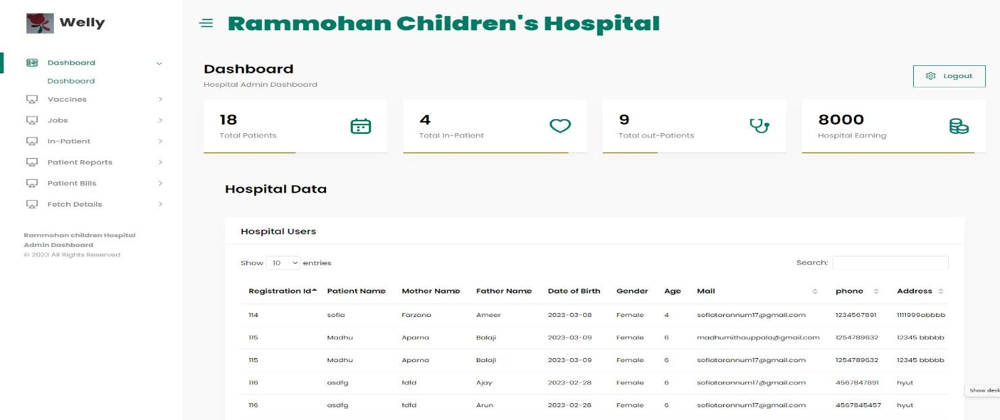 Welly
Rammohan Children's Hospital
Dashboard
Dashboard
Vaccines
Jobs
In-Patient
Patient Reports
Patient Bills
Fetch Details
Rammohan children Hospital
Admin Dashboard
© 2023 All Rights Reserved
Dashboard
Hospital Admin Dashboard
Logout
18
Total Patients
4
Total In-Patient
9
Total out-Patients
8000
Hospital Earning
Hospital Data
Hospital Users
Show 10 entries Search:
Registration Id Patient Name Mother Name Father Name Date of Birth Gender Age Mail phone Address
114 sofia Farzana Ameer 2023-03-08 Female 4 sofiatarannum17@gmail.com 1234567891 1111999abbbb
115 Madhu Aparna Balaji 2023-03-09 Female 6 madhumithauppala@gmail.com 1254789632 12345 bbbbb
115 Madhu Aparna Balaji 2023-03-09 Female 6 sofiatarannum17@gmail.com 1254789632 12345 bbbbb
116 asdfg fdfd Ajay 2023-02-28 Female 6 sofiatarannum17@gmail.com 4567847891 hyut
116 asdfg fdfd Arun 2023-02-28 Female 6 sofiatarannum17@gmail.com 4567845457 hyut
Show desk